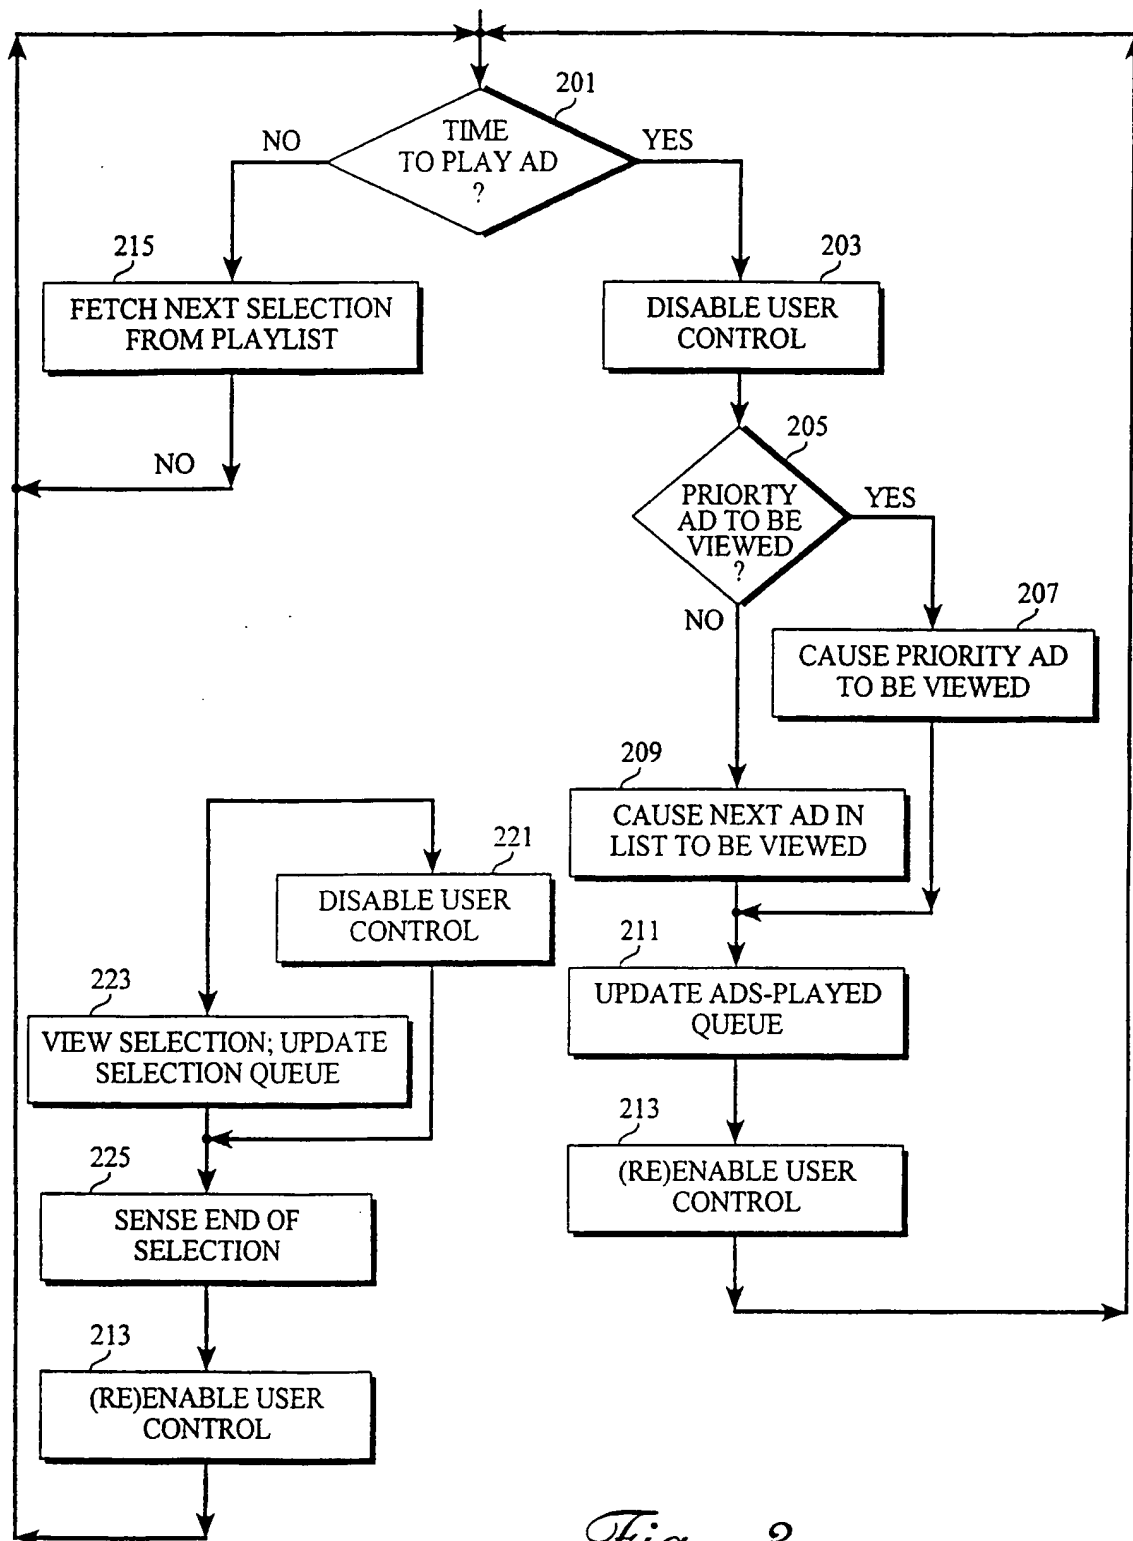 201
TIME
TO PLAY AD
?
NO
YES
215
FETCH NEXT SELECTION
FROM PLAYLIST
NO
203
DISABLE USER
CONTROL
205
PRIORTY
AD TO BE
VIEWED
?
YES
NO
207
CAUSE PRIORITY AD
TO BE VIEWED
209
CAUSE NEXT AD IN
LIST TO BE VIEWED
221
DISABLE USER
CONTROL
211
UPDATE ADS-PLAYED
QUEUE
223
VIEW SELECTION; UPDATE
SELECTION QUEUE
213
(RE)ENABLE USER
CONTROL
225
SENSE END OF
SELECTION
213
(RE)ENABLE USER
CONTROL
Fig. 2